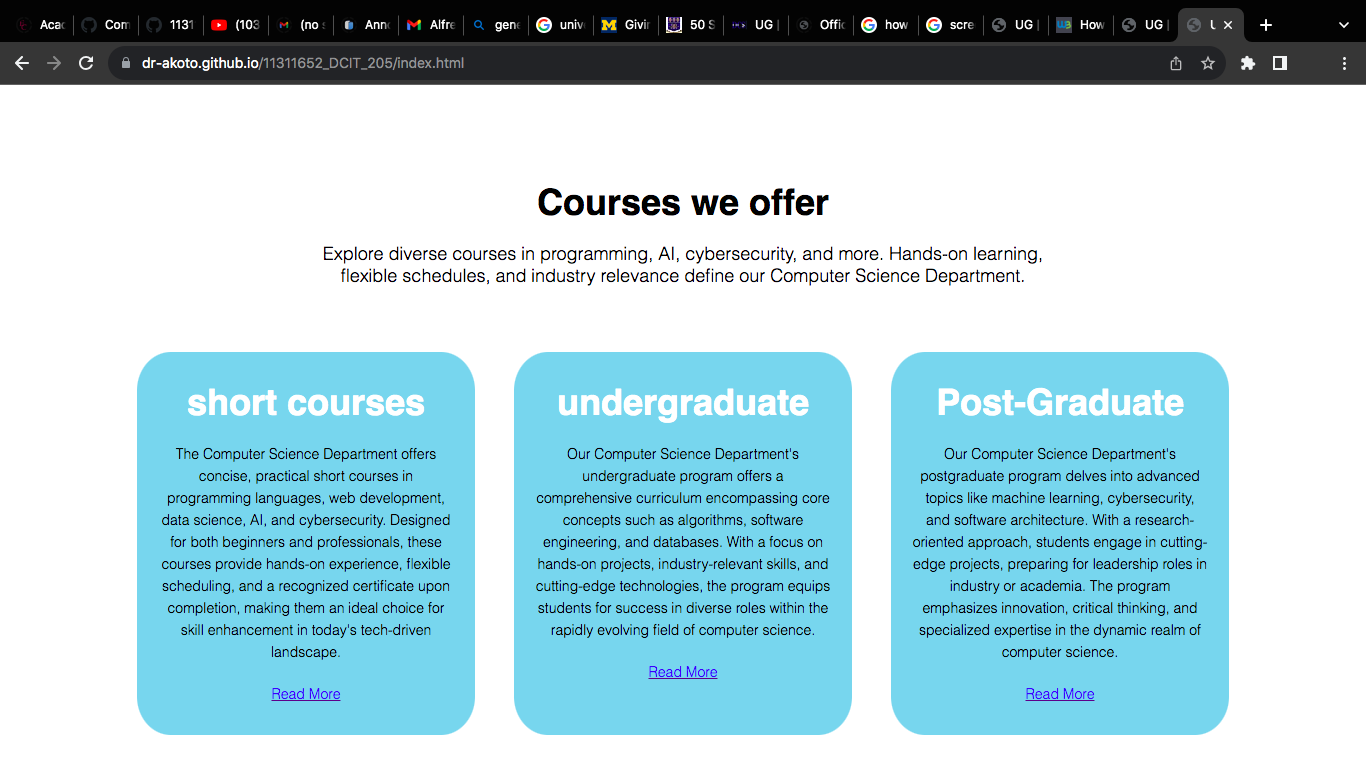 Acac
Com
1131
(103
(no s
Anno
Alfre
gene
univ
Givin
50 S
UG |
Offic
how
scre
UG |
How
UG |
dr-akoto.github.io/11311652_DCIT_205/index.html
Courses we offer
Explore diverse courses in programming, AI, cybersecurity, and more. Hands-on learning,
flexible schedules, and industry relevance define our Computer Science Department.
short courses
The Computer Science Department offers
concise, practical short courses in
programming languages, web development,
data science, AI, and cybersecurity. Designed
for both beginners and professionals, these
courses provide hands-on experience, flexible
scheduling, and a recognized certificate upon
completion, making them an ideal choice for
skill enhancement in today's tech-driven
landscape.
Read More
undergraduate
Our Computer Science Department's
undergraduate program offers a
comprehensive curriculum encompassing core
concepts such as algorithms, software
engineering, and databases. With a focus on
hands-on projects, industry-relevant skills, and
cutting-edge technologies, the program equips
students for success in diverse roles within the
rapidly evolving field of computer science.
Read More
Post-Graduate
Our Computer Science Department's
postgraduate program delves into advanced
topics like machine learning, cybersecurity,
and software architecture. With a research-
oriented approach, students engage in cutting-
edge projects, preparing for leadership roles in
industry or academia. The program
emphasizes innovation, critical thinking, and
specialized expertise in the dynamic realm of
computer science.
Read More